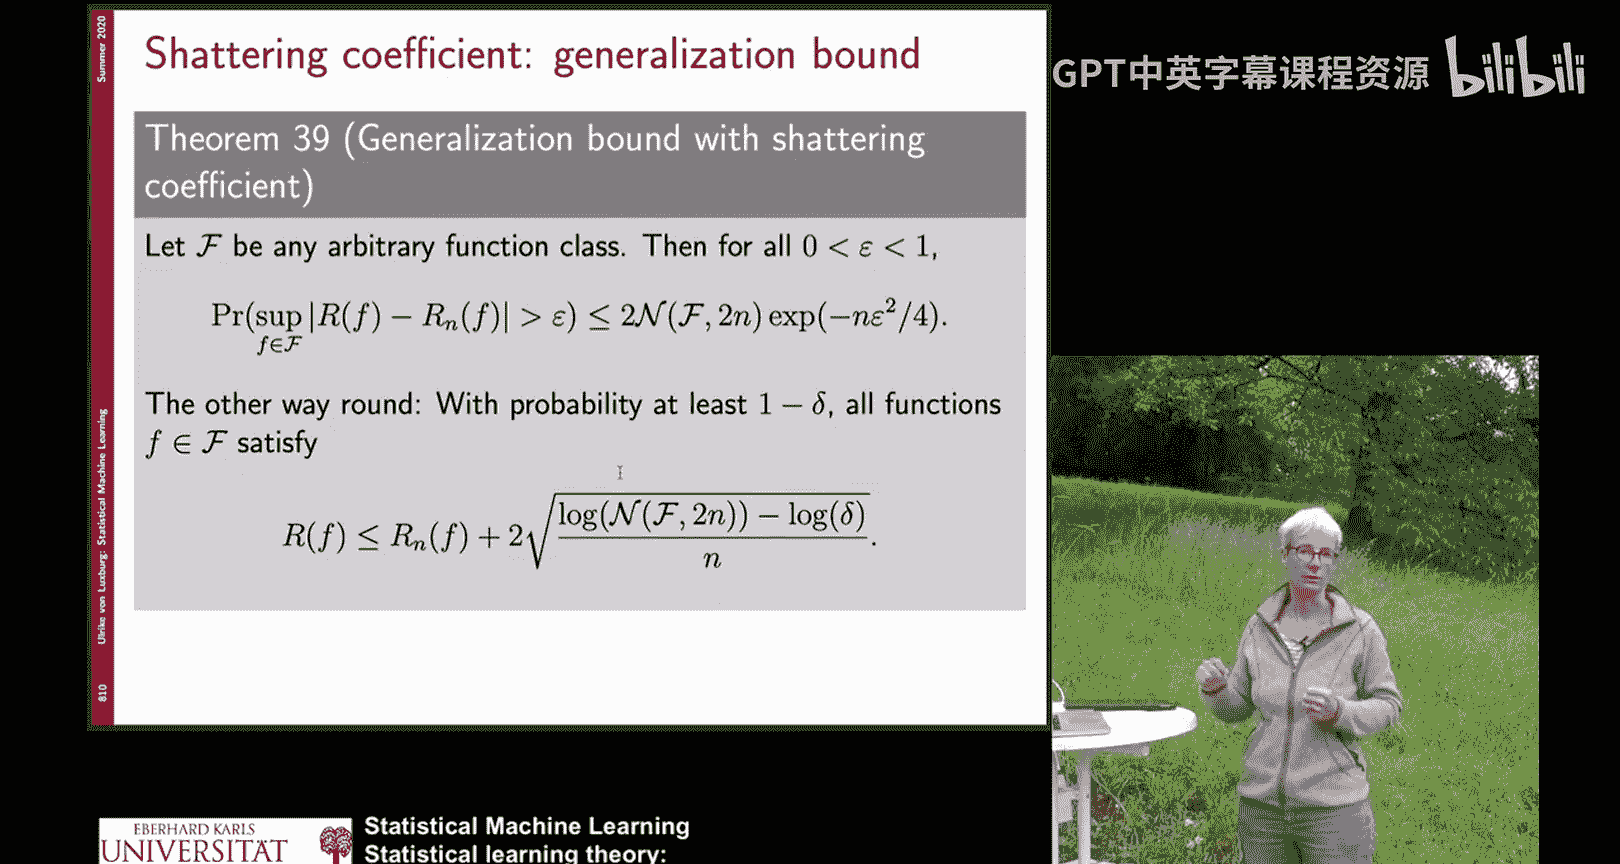 Summer 2020
Shattering coefficient: generalization bound
Theorem 39 (Generalization bound with shattering
coefficient)
Let ℱ be any arbitrary function class. Then for all 0 < ε < 1,
Pr(sup_{f∈ℱ} |R(f) − R_n(f)| > ε) ≤ 2𝒩(ℱ, 2n) exp(−nε²/4).
The other way round: With probability at least 1 − δ, all functions
f ∈ ℱ satisfy
R(f) ≤ R_n(f) + 2√((log(𝒩(ℱ, 2n)) − log(δ))/n).
Ulrike von Luxburg: Statistical Machine Learning
810
GPT中英字幕课程资源 bilibili
EBERHARD KARLS
UNIVERSITÄT
Statistical Machine Learning
Statistical learning theory: